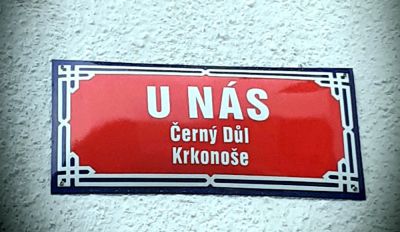 U NÁS
Černý Důl
Krkonoše